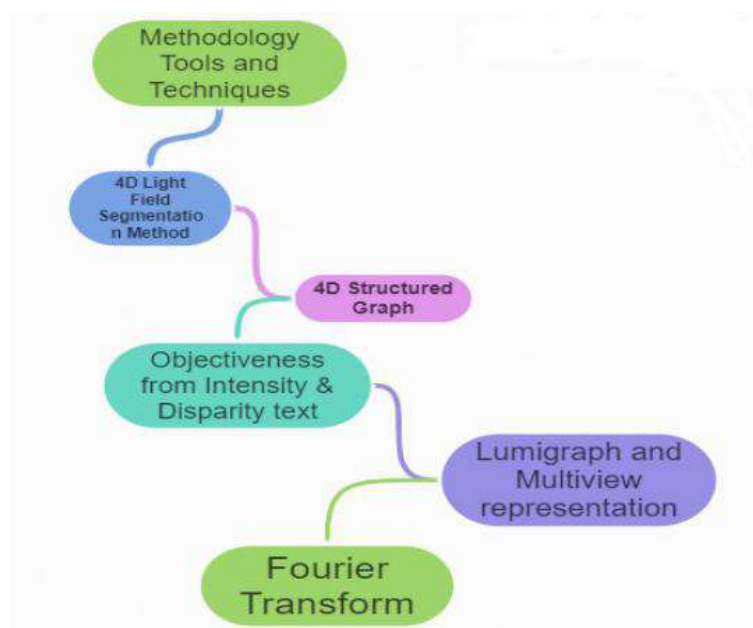 Methodology
Tools and
Techniques
4D Light
Field
Segmentatio
n Method
4D Structured
Graph
Objectiveness
from Intensity &
Disparity text
Lumigraph and
Multiview
representation
Fourier
Transform